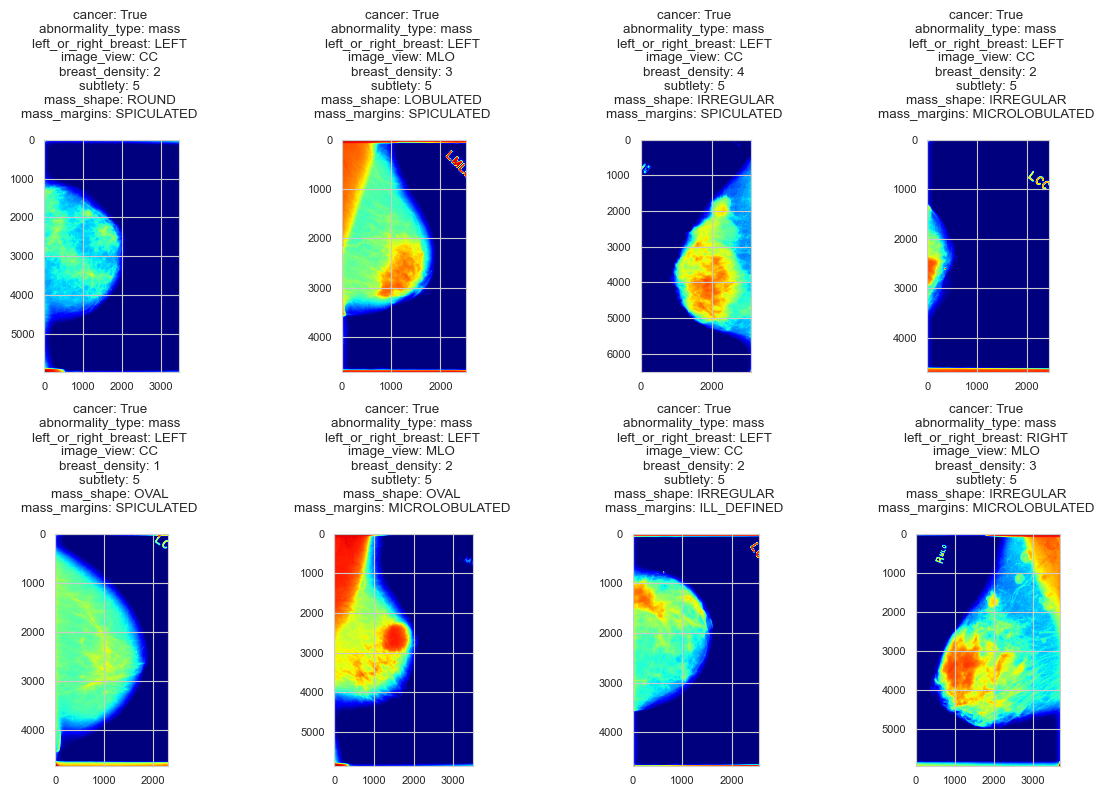 cancer: True
abnormality_type: mass
left_or_right_breast: LEFT
image_view: CC
breast_density: 2
subtlety: 5
mass_shape: ROUND
mass_margins: SPICULATED
0
1000
2000
3000
4000
5000
0 1000 2000 3000
cancer: True
abnormality_type: mass
left_or_right_breast: LEFT
image_view: MLO
breast_density: 3
subtlety: 5
mass_shape: LOBULATED
mass_margins: SPICULATED
0
1000
2000
3000
4000
0 1000 2000
cancer: True
abnormality_type: mass
left_or_right_breast: LEFT
image_view: CC
breast_density: 4
subtlety: 5
mass_shape: IRREGULAR
mass_margins: SPICULATED
0
1000
2000
3000
4000
5000
6000
0 2000
cancer: True
abnormality_type: mass
left_or_right_breast: LEFT
image_view: CC
breast_density: 2
subtlety: 5
mass_shape: IRREGULAR
mass_margins: MICROLOBULATED
L CC
0
1000
2000
3000
4000
0 1000 2000
cancer: True
abnormality_type: mass
left_or_right_breast: LEFT
image_view: CC
breast_density: 1
subtlety: 5
mass_shape: OVAL
mass_margins: SPICULATED
0
1000
2000
3000
4000
0 1000 2000
cancer: True
abnormality_type: mass
left_or_right_breast: LEFT
image_view: MLO
breast_density: 2
subtlety: 5
mass_shape: OVAL
mass_margins: MICROLOBULATED
0
1000
2000
3000
4000
5000
0 1000 2000 3000
cancer: True
abnormality_type: mass
left_or_right_breast: LEFT
image_view: CC
breast_density: 2
subtlety: 5
mass_shape: IRREGULAR
mass_margins: ILL_DEFINED
0
1000
2000
3000
4000
0 1000 2000
cancer: True
abnormality_type: mass
left_or_right_breast: RIGHT
image_view: MLO
breast_density: 3
subtlety: 5
mass_shape: IRREGULAR
mass_margins: MICROLOBULATED
R MLO
0
1000
2000
3000
4000
5000
0 1000 2000 3000